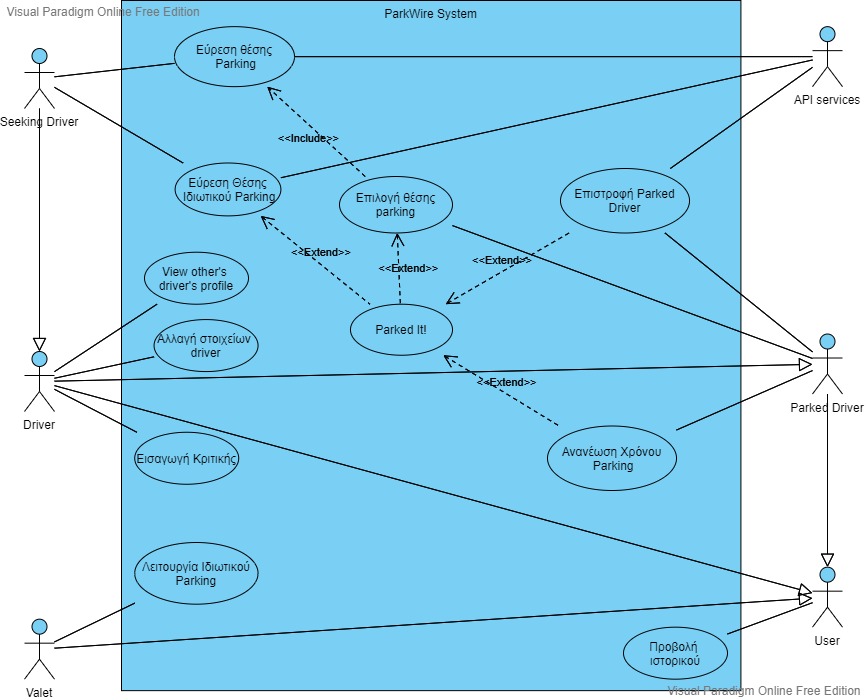 Visual Paradigm Online Free Edition
ParkWire System
Εύρεση θέσης
Parking
API services
Seeking Driver
<<Include>>
Εύρεση Θέσης
Ιδιωτικού Parking
Επιλογή θέσης
parking
Επιστροφή Parked
Driver
<<Extend>>
<<Extend>>
<<Extend>>
View other's
driver's profile
Parked It!
Αλλαγή στοιχείων
driver
<<Extend>>
Driver
Parked Driver
Εισαγωγή Κριτικής
Ανανέωση Χρόνου
Parking
Λειτουργία Ιδιωτικού
Parking
User
Προβολή
ιστορικού
Valet
Visual Paradigm Online Free Edition